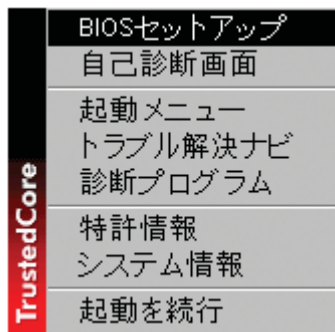 BIOSセットアップ
自己診断画面
起動メニュー
トラブル解決ナビ
診断プログラム
特許情報
システム情報
起動を続行
TrustedCore